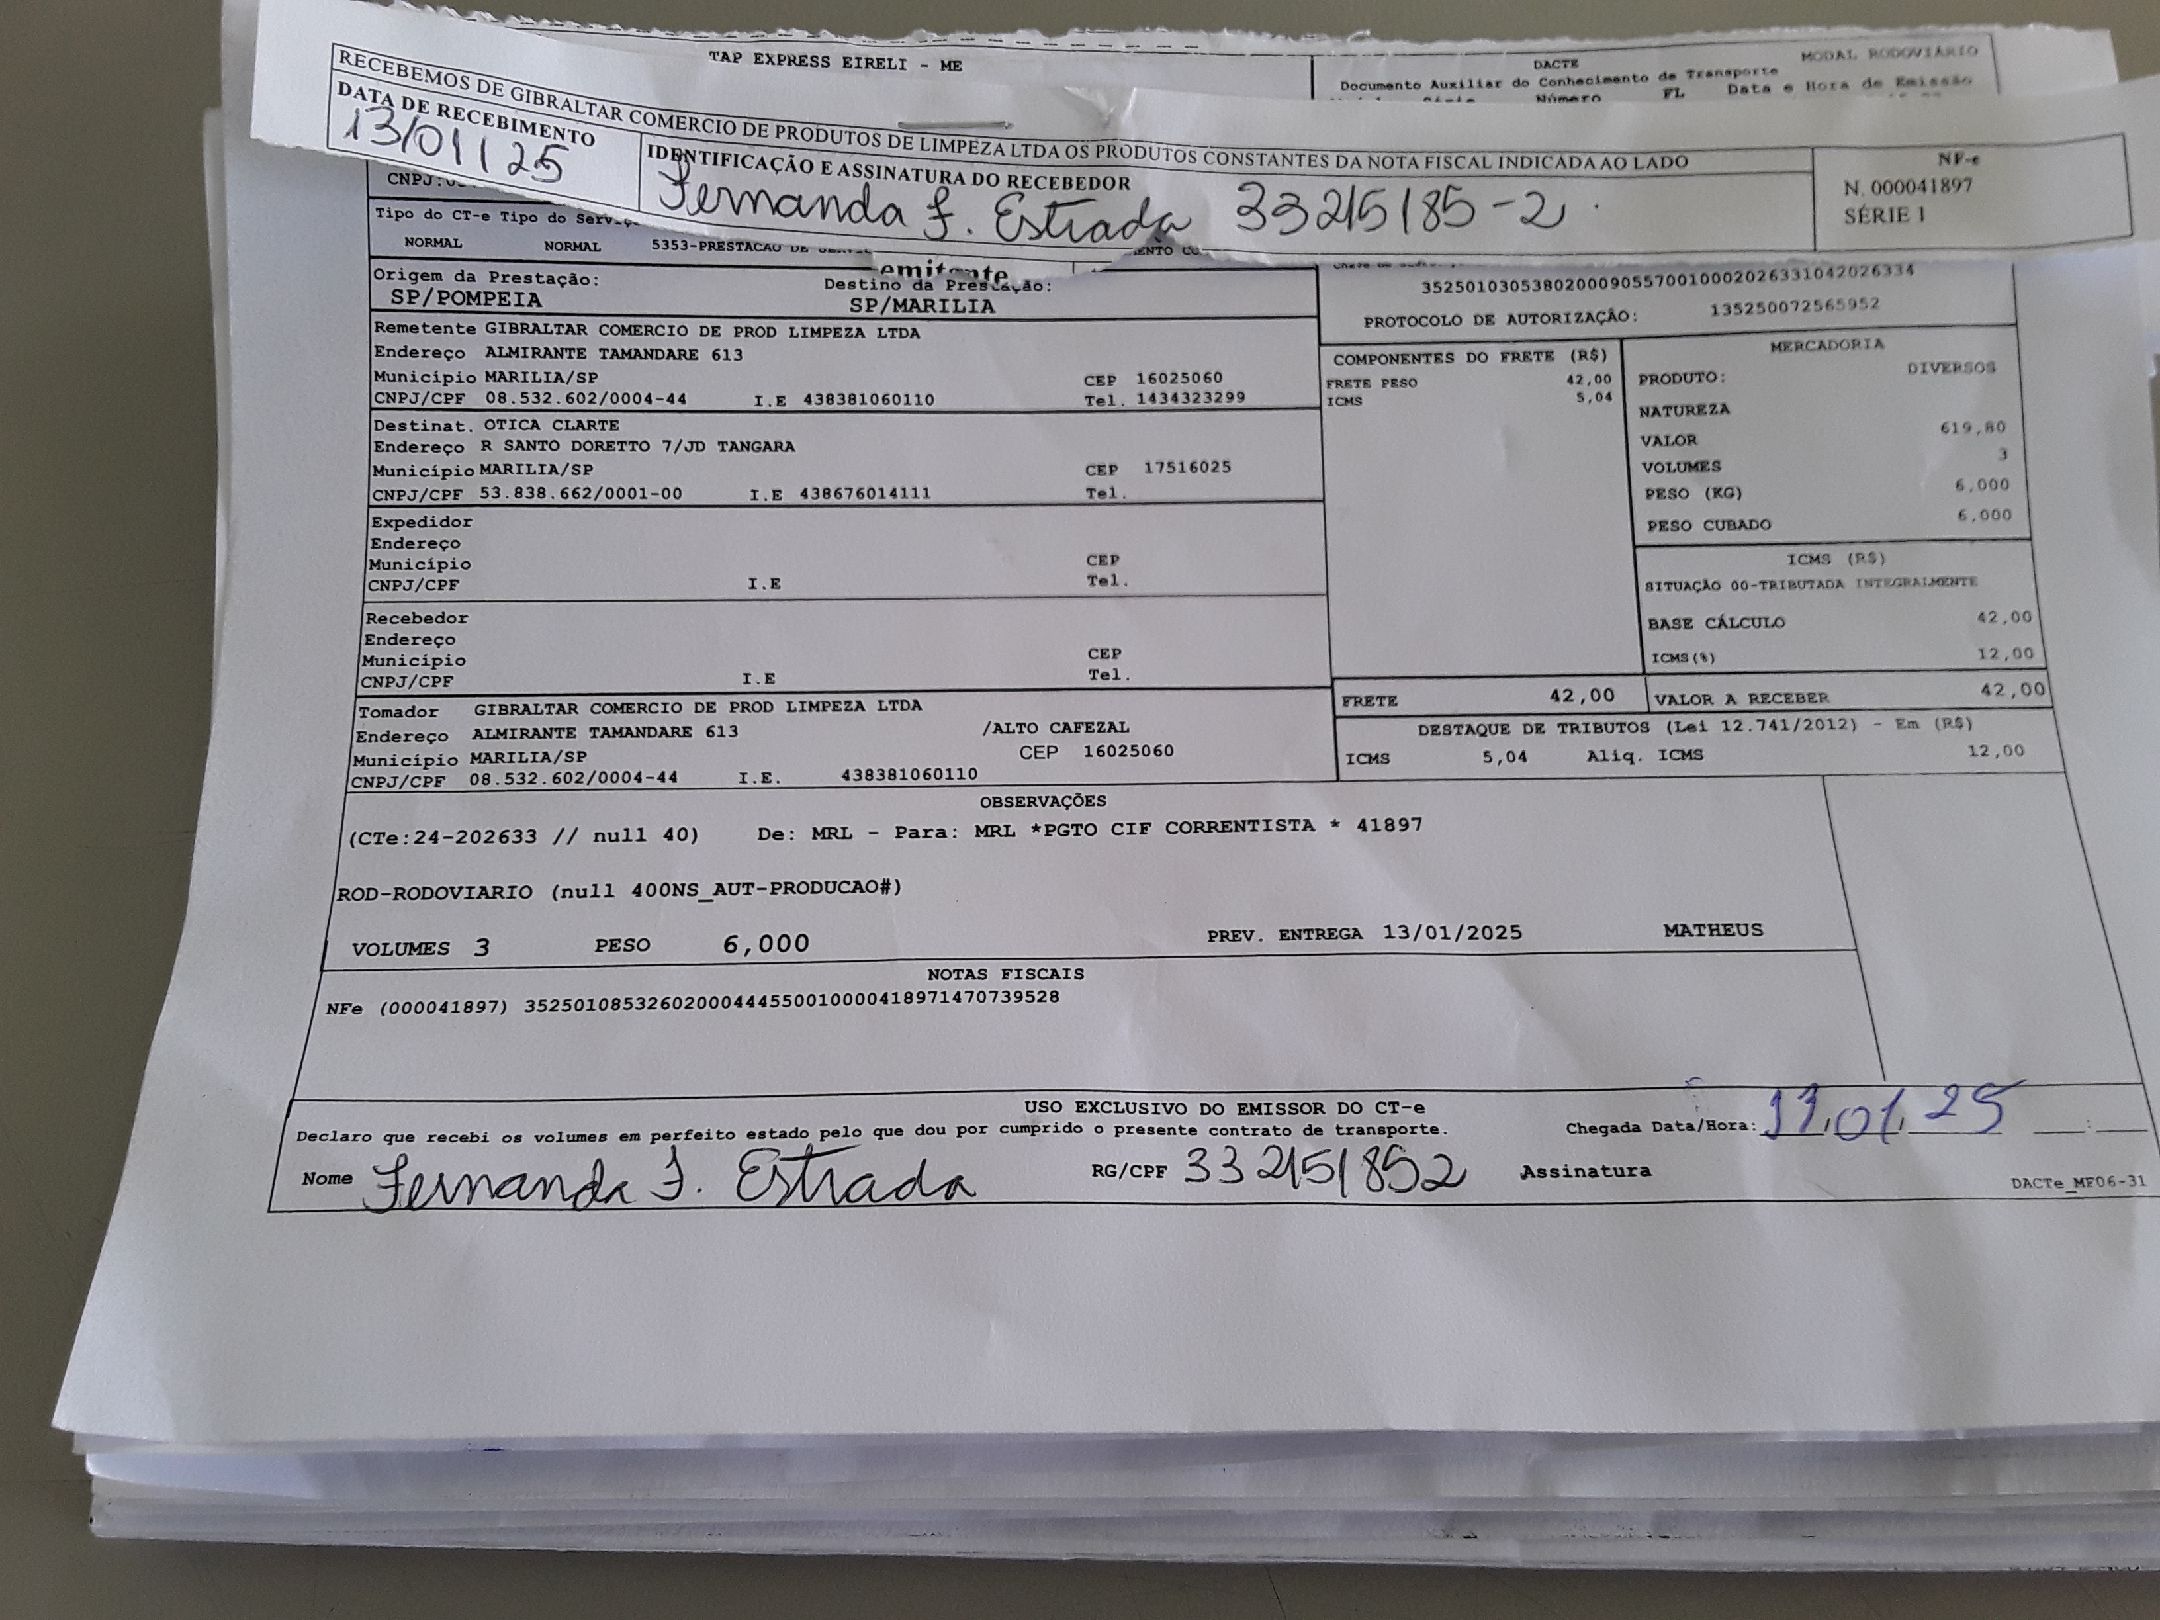 TAP EXPRESS EIRELI - ME
DACTE
MODAL RODOVIÁRIO
Documento Auxiliar do Conhecimento de Transporte
Número FL Data e Hora de Emissão
RECEBEMOS DE GIBRALTAR COMERCIO DE PRODUTOS DE LIMPEZA LTDA OS PRODUTOS CONSTANTES DA NOTA FISCAL INDICADA AO LADO
DATA DE RECEBIMENTO
13/01/25
IDENTIFICAÇÃO E ASSINATURA DO RECEBEDOR
Fernanda F. Estrada 33215185-2
NF-e
N. 000041897
SÉRIE 1
CNPJ:
Tipo do CT-e Tipo do
NORMAL NORMAL 5353-PRESTACAO DE
emitente
Origem da Prestação:
SP/POMPEIA
Destino da Prestação:
SP/MARILIA
35250103053802000905570010002026331042026334
PROTOCOLO DE AUTORIZAÇÃO: 135250072565952
Remetente GIBRALTAR COMERCIO DE PROD LIMPEZA LTDA
Endereço ALMIRANTE TAMANDARE 613
Município MARILIA/SP CEP 16025060
CNPJ/CPF 08.532.602/0004-44 I.E 438381060110 Tel. 1434323299
Destinat. OTICA CLARTE
Endereço R SANTO DORETTO 7/JD TANGARA
Município MARILIA/SP CEP 17516025
CNPJ/CPF 53.838.662/0001-00 I.E 438676014111 Tel.
Expedidor
Endereço
Município CEP
CNPJ/CPF I.E Tel.
Recebedor
Endereço
Município CEP
CNPJ/CPF I.E Tel.
Tomador GIBRALTAR COMERCIO DE PROD LIMPEZA LTDA
Endereço ALMIRANTE TAMANDARE 613 /ALTO CAFEZAL
Município MARILIA/SP CEP 16025060
CNPJ/CPF 08.532.602/0004-44 I.E. 438381060110
COMPONENTES DO FRETE (R$)
FRETE PESO 42,00
ICMS 5,04
MERCADORIA
PRODUTO: DIVERSOS
NATUREZA
VALOR 619,80
VOLUMES 3
PESO (KG) 6,000
PESO CUBADO 6,000
ICMS (R$)
SITUAÇÃO 00-TRIBUTADA INTEGRALMENTE
BASE CÁLCULO 42,00
ICMS(%) 12,00
FRETE 42,00 VALOR A RECEBER 42,00
DESTAQUE DE TRIBUTOS (Lei 12.741/2012) - Em (R$)
ICMS 5,04 Aliq. ICMS 12,00
OBSERVAÇÕES
(CTe:24-202633 // null 40) De: MRL - Para: MRL *PGTO CIF CORRENTISTA * 41897
ROD-RODOVIARIO (null 400NS_AUT-PRODUCAO#)
VOLUMES 3 PESO 6,000 PREV. ENTREGA 13/01/2025 MATHEUS
NOTAS FISCAIS
NFe (000041897) 35250108532602000444550010000418971470739528
USO EXCLUSIVO DO EMISSOR DO CT-e
Declaro que recebi os volumes em perfeito estado pelo que dou por cumprido o presente contrato de transporte.
Chegada Data/Hora: 13,01,25
Nome Fernanda F. Estrada RG/CPF 332151852 Assinatura
DACTe_MF06-31